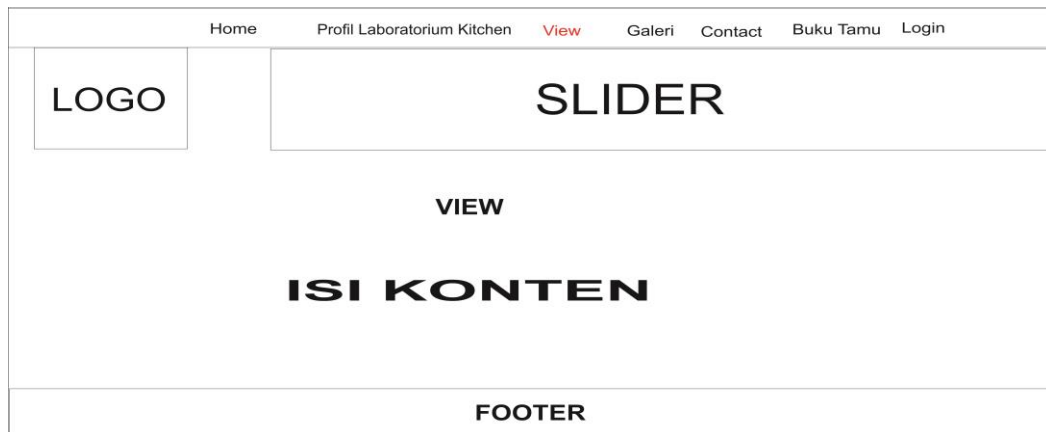 Home Profil Laboratorium Kitchen View Galeri Contact Buku Tamu Login
LOGO SLIDER
VIEW
ISI KONTEN
FOOTER